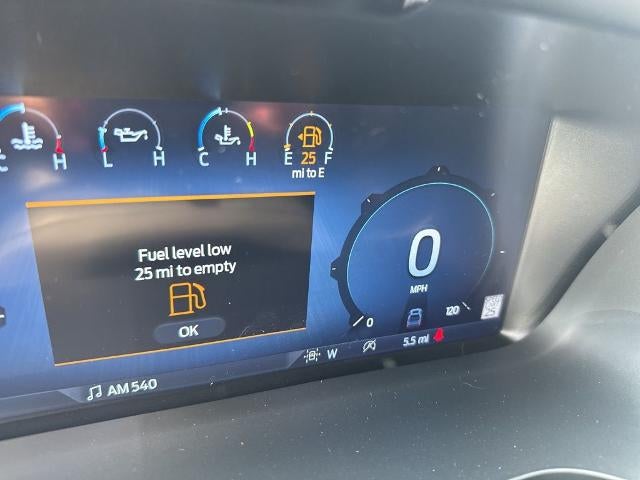 C H L H C H E F
25
mi to E
Fuel level low
25 mi to empty
OK
0
MPH
0 120
W 5.5 mi
AM 540